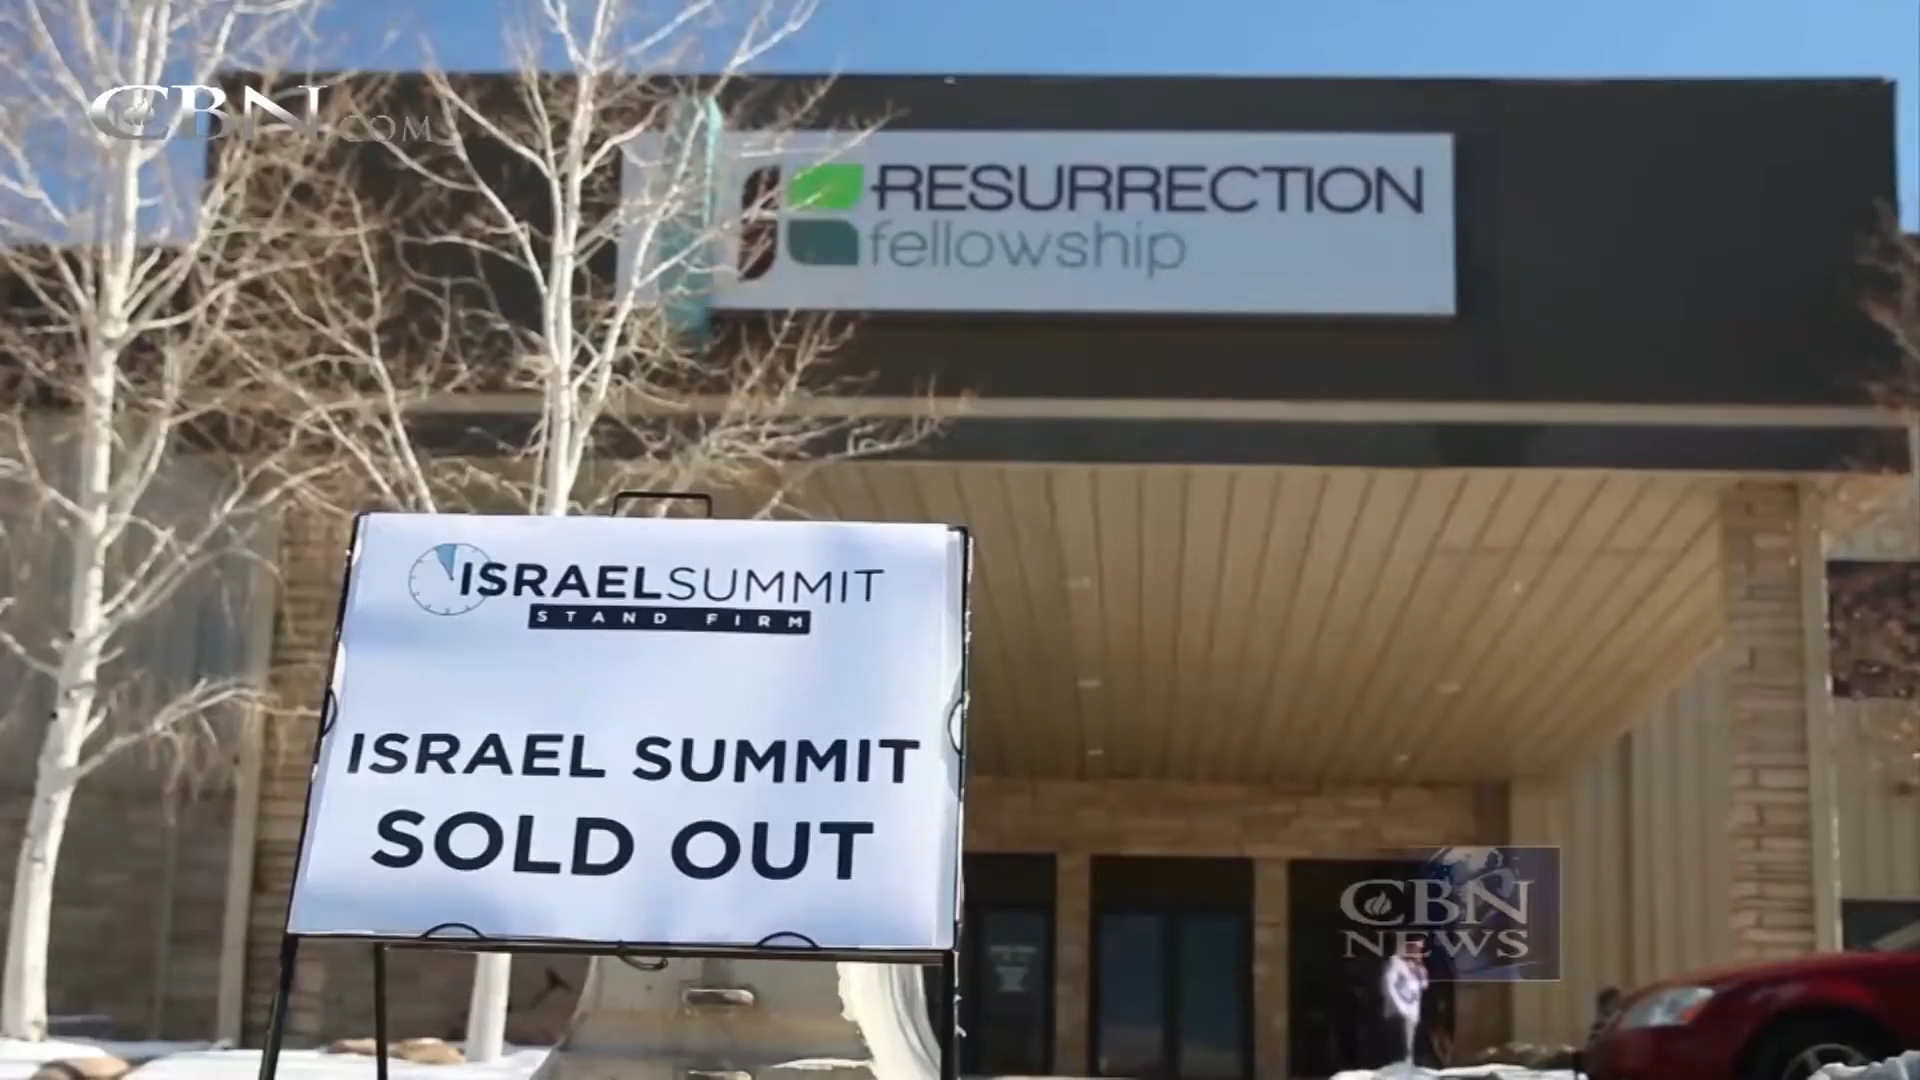 CBN.COM
RESURRECTION
fellowship
ISRAELSUMMIT
STAND FIRM
ISRAEL SUMMIT
SOLD OUT
CBN
NEWS